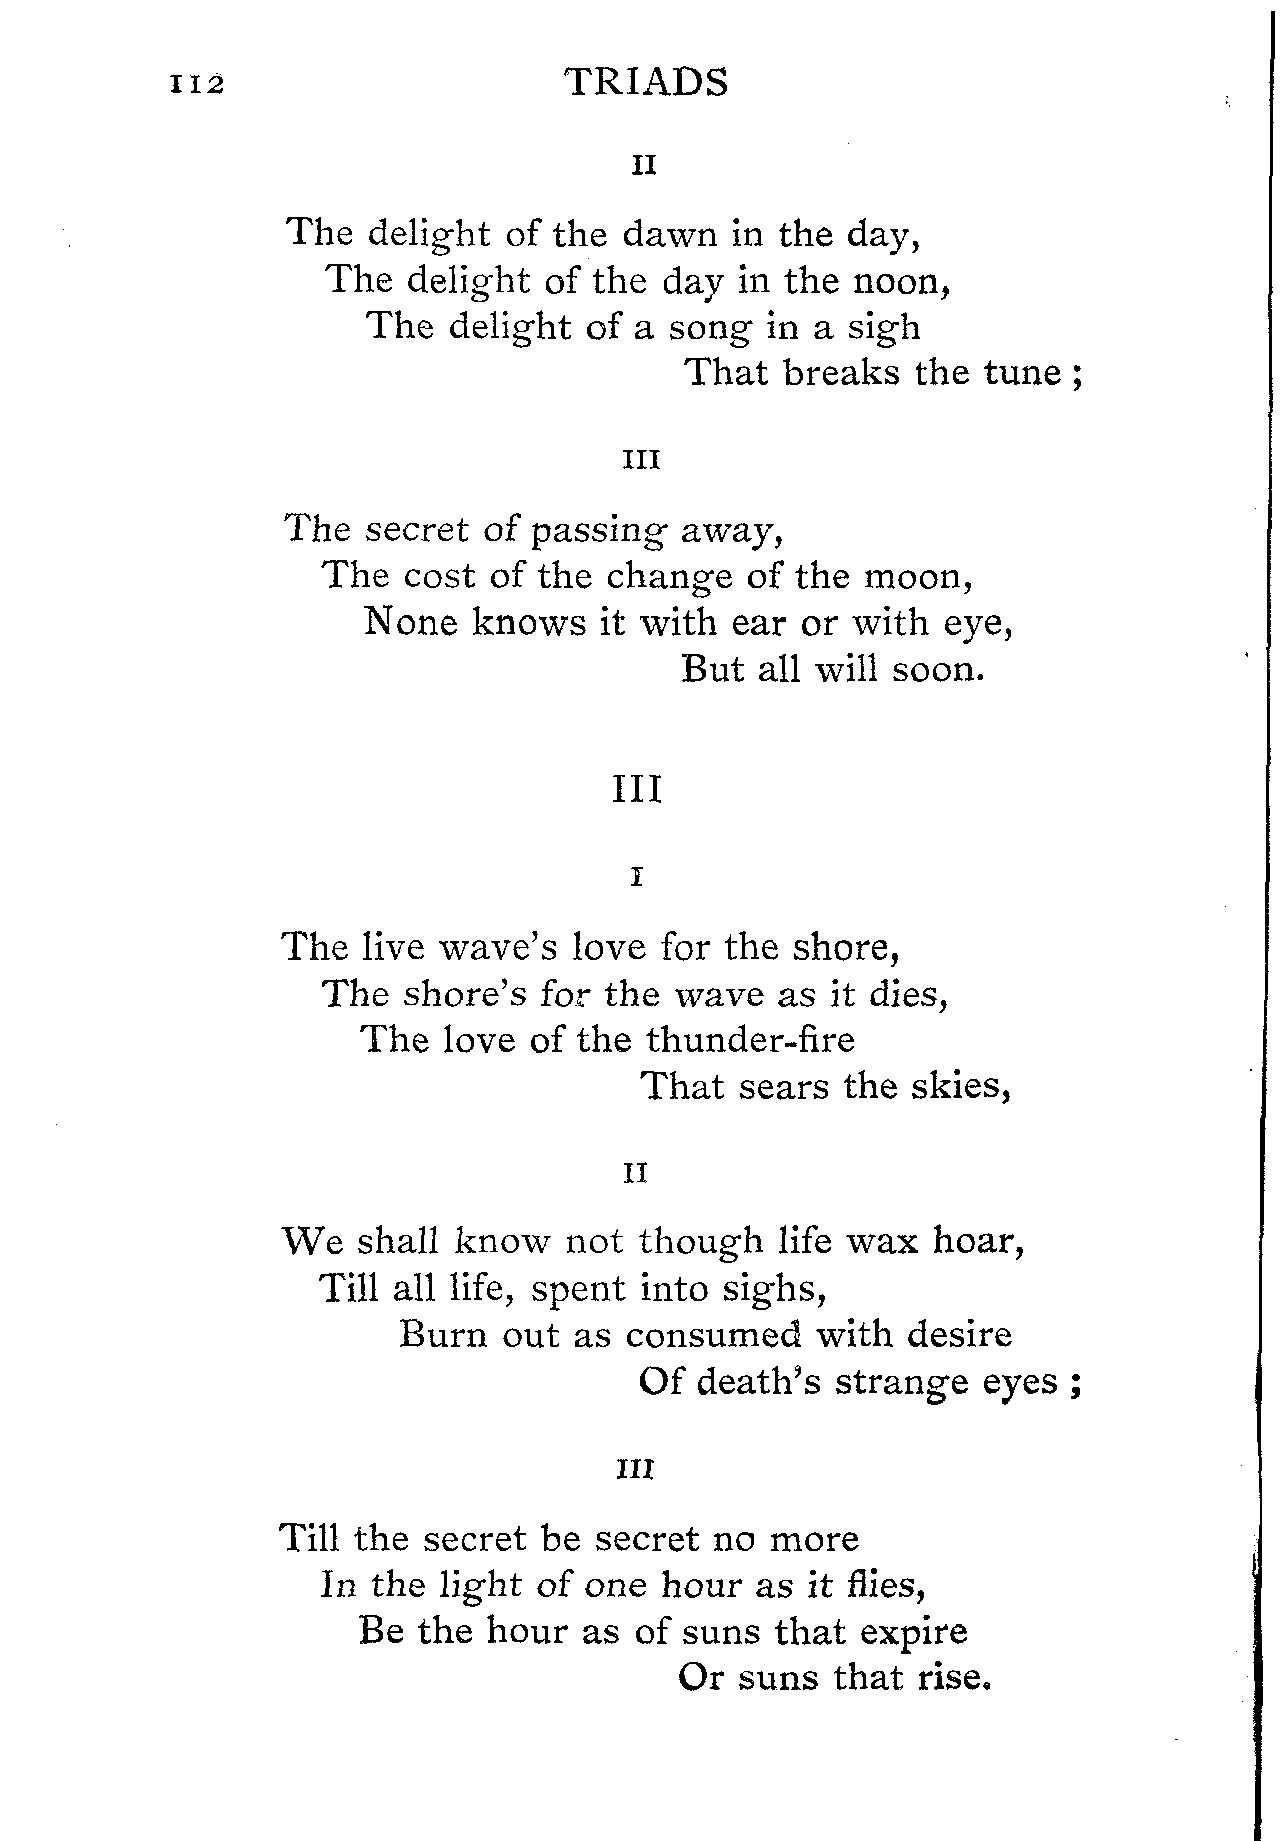 112 TRIADS
II
The delight of the dawn in the day,
The delight of the day in the noon,
The delight of a song in a sigh
That breaks the tune ;
III
The secret of passing away,
The cost of the change of the moon,
None knows it with ear or with eye,
But all will soon.
III
I
The live wave's love for the shore,
The shore's for the wave as it dies,
The love of the thunder-fire
That sears the skies,
II
We shall know not though life wax hoar,
Till all life, spent into sighs,
Burn out as consumed with desire
Of death's strange eyes ;
III
Till the secret be secret no more
In the light of one hour as it flies,
Be the hour as of suns that expire
Or suns that rise.